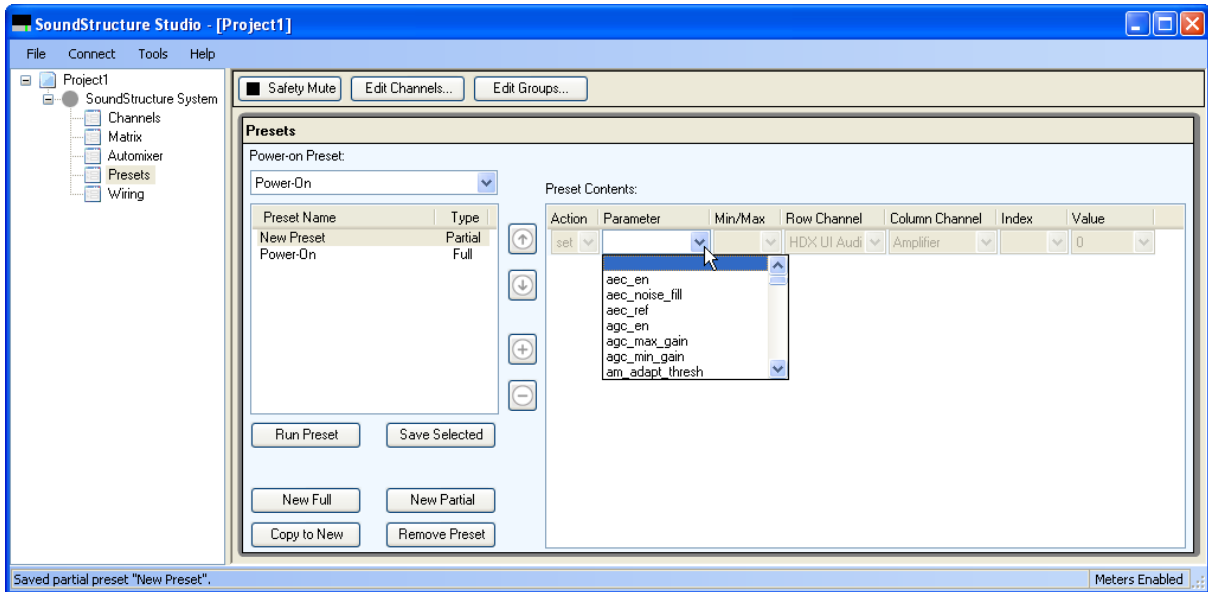 SoundStructure Studio - [Project1]
File Connect Tools Help
Project1
SoundStructure System
Channels
Matrix
Automixer
Presets
Wiring
Safety Mute Edit Channels... Edit Groups...
Presets
Power-on Preset:
Power-On
Preset Name Type
New Preset Partial
Power-On Full
Run Preset Save Selected
New Full New Partial
Copy to New Remove Preset
Preset Contents:
Action Parameter Min/Max Row Channel Column Channel Index Value
set HDX UI Audi Amplifier 0
aec_en
aec_noise_fill
aec_ref
agc_en
agc_max_gain
agc_min_gain
am_adapt_thresh
Saved partial preset "New Preset". Meters Enabled